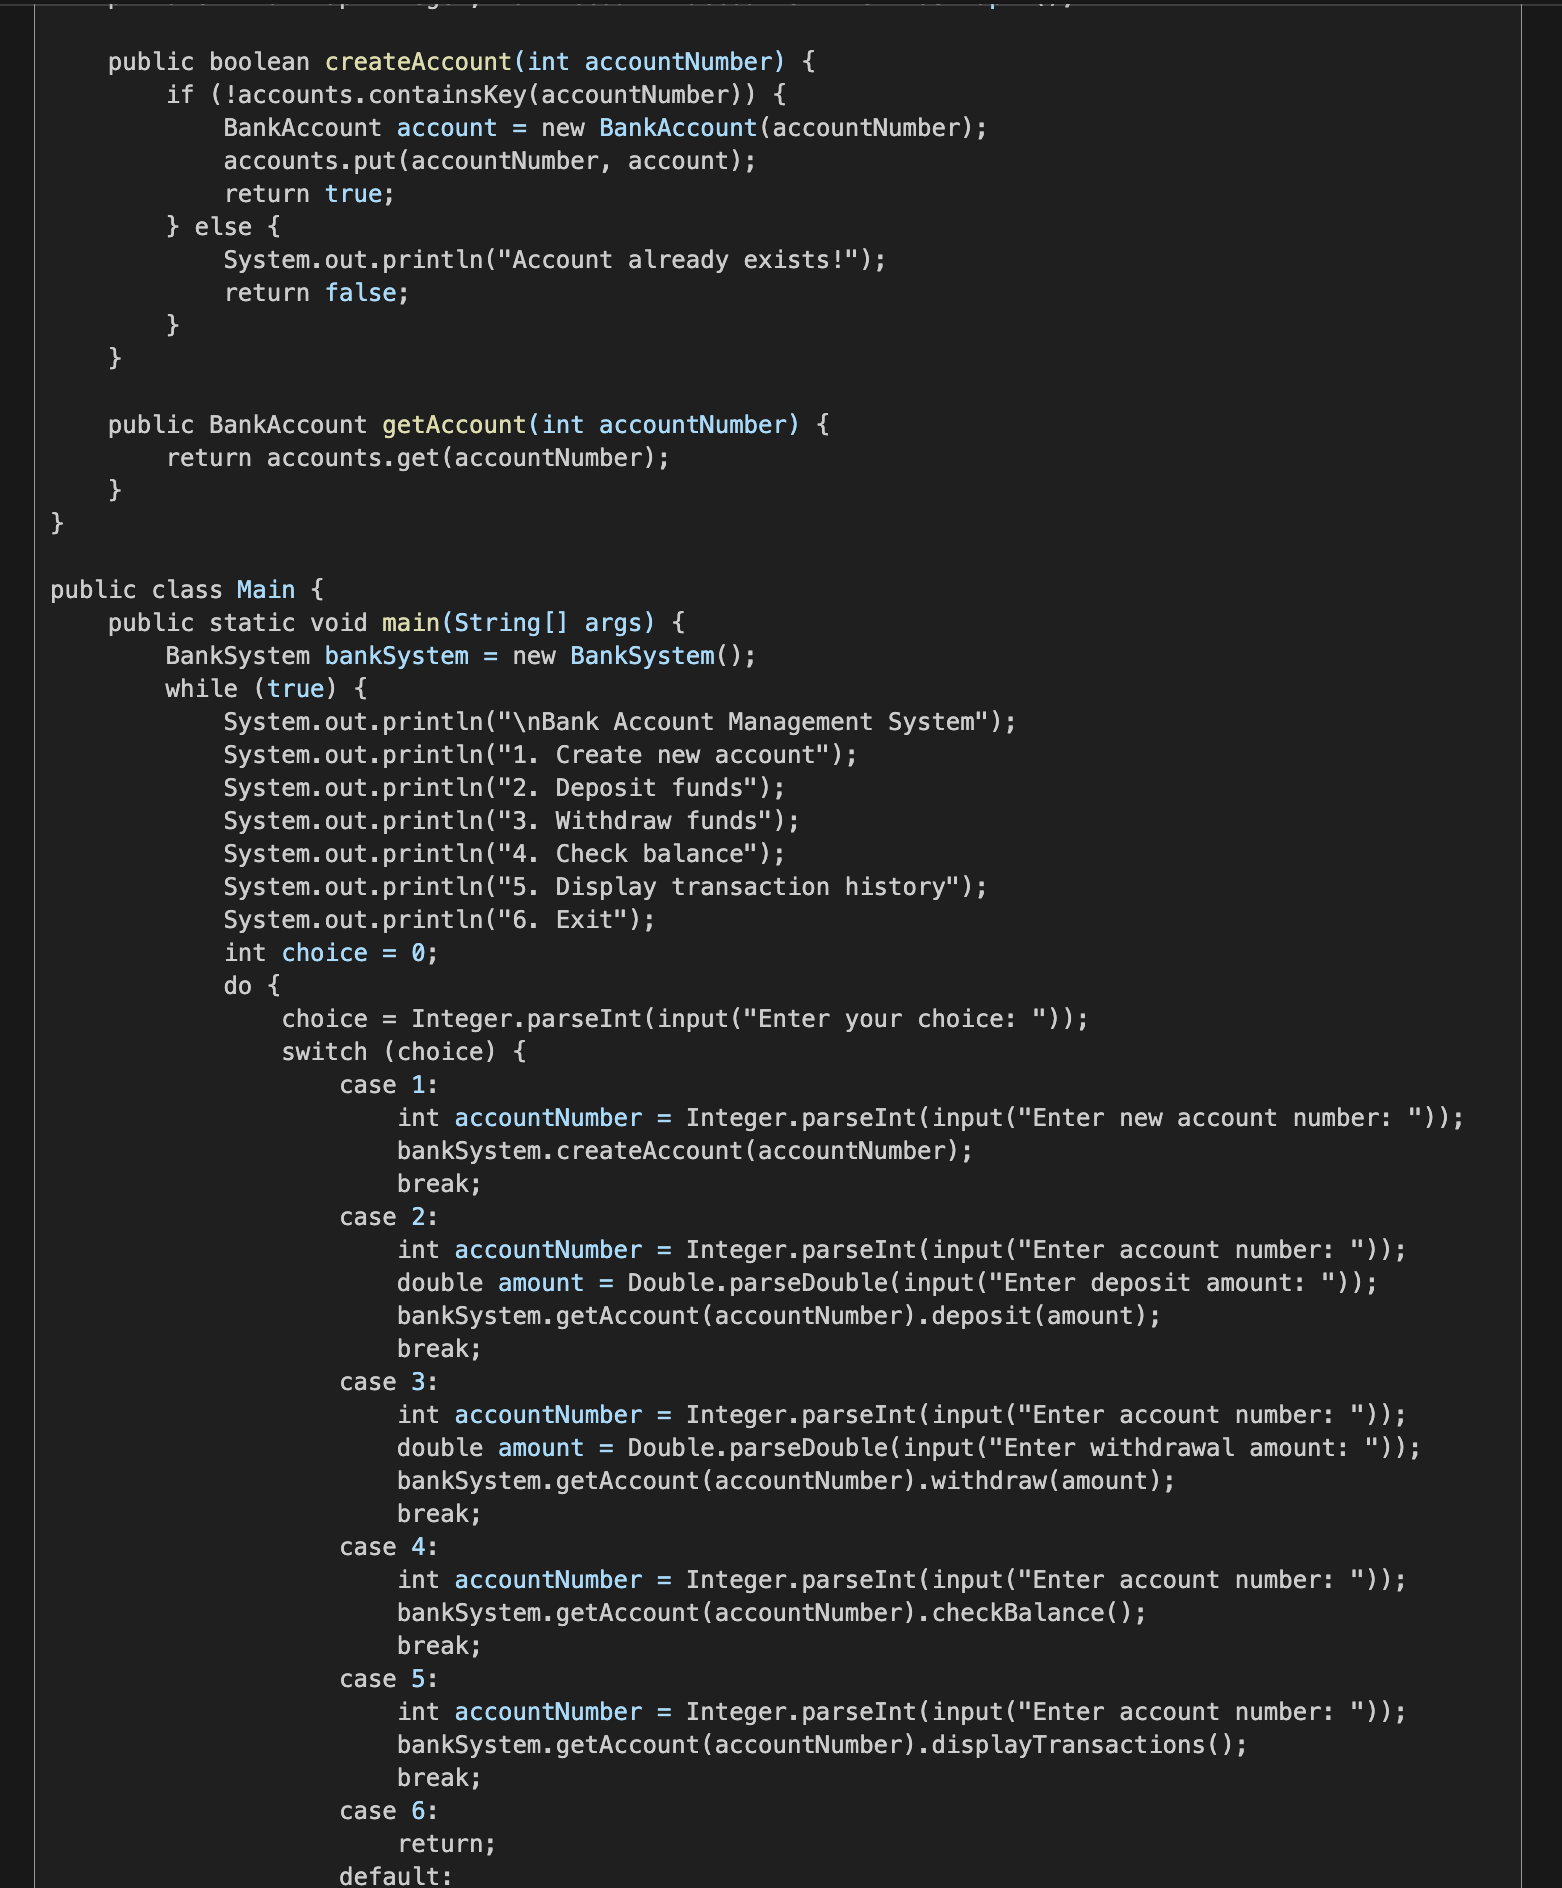 public boolean createAccount(int accountNumber) {
if (!accounts.containsKey(accountNumber)) {
BankAccount account = new BankAccount(accountNumber);
accounts.put(accountNumber, account);
return true;
} else {
System.out.println("Account already exists!");
return false;
}
}
public BankAccount getAccount(int accountNumber) {
return accounts.get(accountNumber);
}
}
public class Main {
public static void main(String[] args) {
BankSystem bankSystem = new BankSystem();
while (true) {
System.out.println("\nBank Account Management System");
System.out.println("1. Create new account");
System.out.println("2. Deposit funds");
System.out.println("3. Withdraw funds");
System.out.println("4. Check balance");
System.out.println("5. Display transaction history");
System.out.println("6. Exit");
int choice = 0;
do {
choice = Integer.parseInt(input("Enter your choice: "));
switch (choice) {
case 1:
int accountNumber = Integer.parseInt(input("Enter new account number: "));
bankSystem.createAccount(accountNumber);
break;
case 2:
int accountNumber = Integer.parseInt(input("Enter account number: "));
double amount = Double.parseDouble(input("Enter deposit amount: "));
bankSystem.getAccount(accountNumber).deposit(amount);
break;
case 3:
int accountNumber = Integer.parseInt(input("Enter account number: "));
double amount = Double.parseDouble(input("Enter withdrawal amount: "));
bankSystem.getAccount(accountNumber).withdraw(amount);
break;
case 4:
int accountNumber = Integer.parseInt(input("Enter account number: "));
bankSystem.getAccount(accountNumber).checkBalance();
break;
case 5:
int accountNumber = Integer.parseInt(input("Enter account number: "));
bankSystem.getAccount(accountNumber).displayTransactions();
break;
case 6:
return;
default: